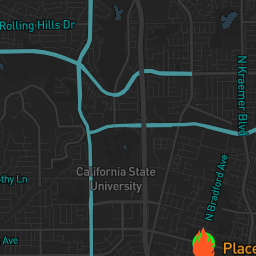 Rolling Hills Dr
N Kraemer Blvd
California State
University
thy Ln
N Bradford Ave
Ave
Place